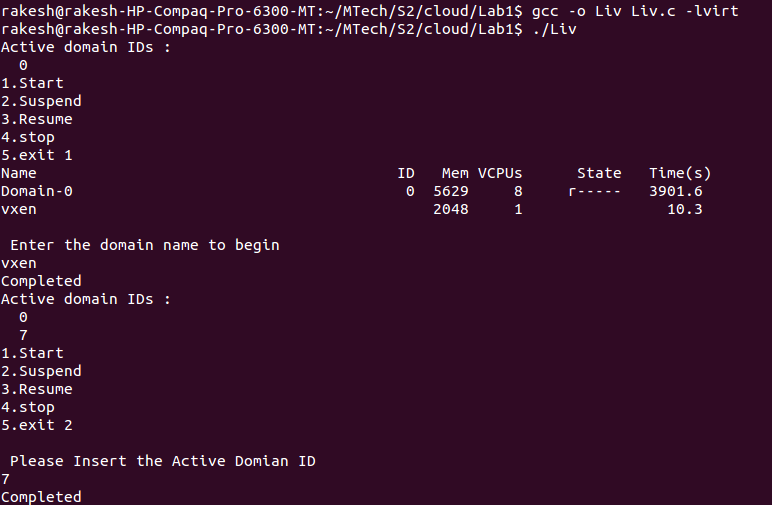 rakesh@rakesh-HP-Compaq-Pro-6300-MT:~/MTech/S2/cloud/Lab1$ gcc -o Liv Liv.c -lvirt
rakesh@rakesh-HP-Compaq-Pro-6300-MT:~/MTech/S2/cloud/Lab1$ ./Liv
Active domain IDs :
  0
1.Start
2.Suspend
3.Resume
4.stop
5.exit 1
Name                                        ID   Mem VCPUs      State   Time(s)
Domain-0                                     0  5629     8     r-----   3901.6
vxen                                            2048     1                10.3

 Enter the domain name to begin
vxen
Completed
Active domain IDs :
  0
  7
1.Start
2.Suspend
3.Resume
4.stop
5.exit 2

 Please Insert the Active Domian ID
7
Completed